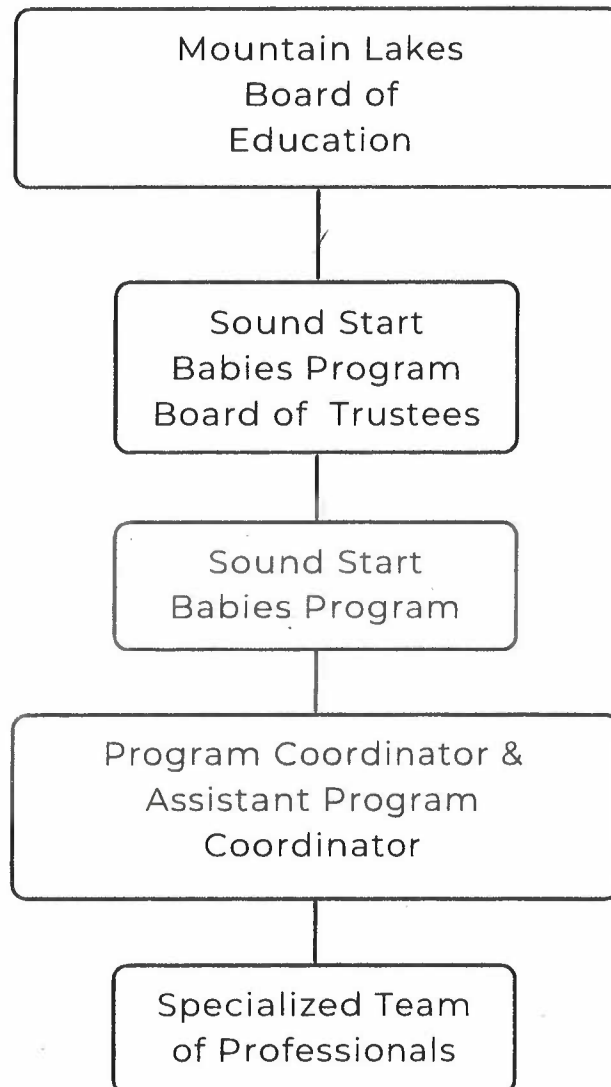 Mountain Lakes
Board of
Education
Sound Start
Babies Program
Board of Trustees
Sound Start
Babies Program
Program Coordinator &
Assistant Program
Coordinator
Specialized Team
of Professionals